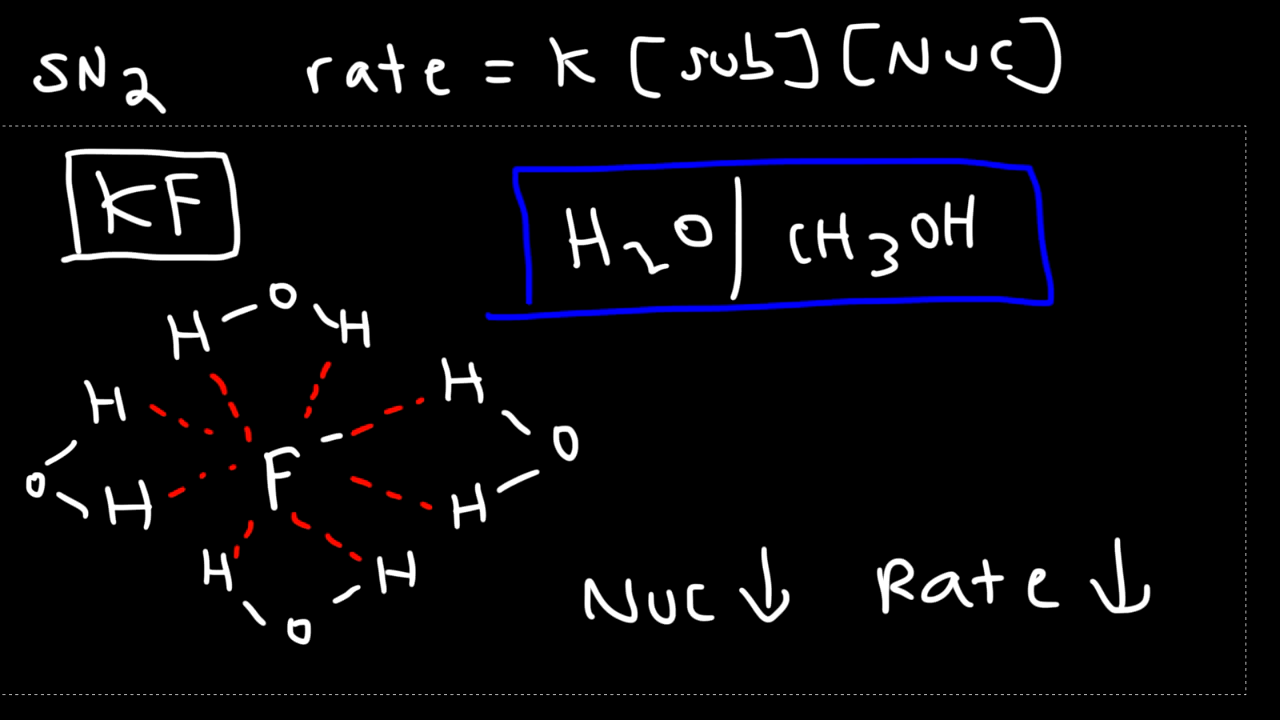 SN2 rate = K [sub] [Nuc]
KF
H2O | CH3OH
H O H
H H
O
F -
O H H
H H
O
Nuc ↓ Rate ↓